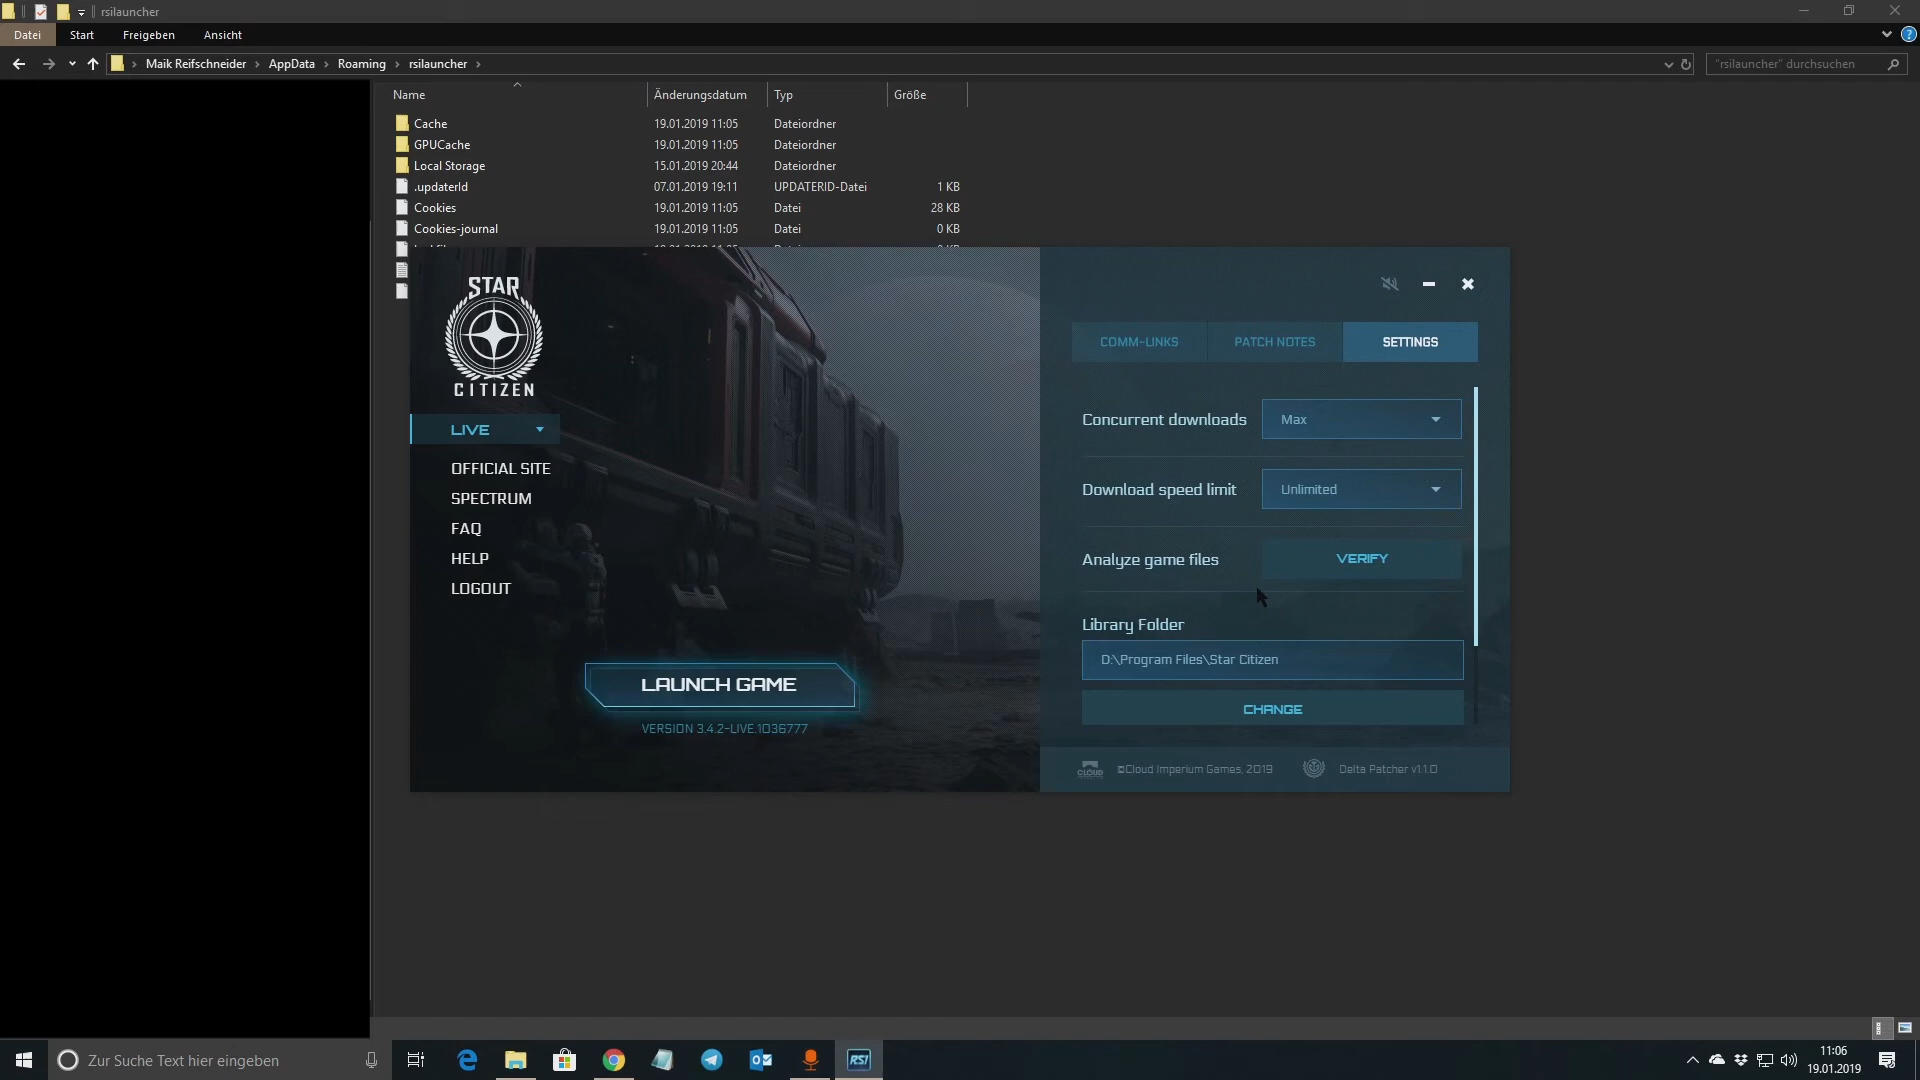 rsilauncher
Datei Start Freigeben Ansicht
Maik Reifschneider > AppData > Roaming > rsilauncher >
"rsilauncher" durchsuchen
Name Änderungsdatum Typ Größe
Cache 19.01.2019 11:05 Dateiordner
GPUCache 19.01.2019 11:05 Dateiordner
Local Storage 15.01.2019 20:44 Dateiordner
.updaterId 07.01.2019 19:11 UPDATERID-Datei 1 KB
Cookies 19.01.2019 11:05 Datei 28 KB
Cookies-journal 19.01.2019 11:05 Datei 0 KB
STAR
CITIZEN
LIVE
OFFICIAL SITE
SPECTRUM
FAQ
HELP
LOGOUT
LAUNCH GAME
VERSION 3.4.2-LIVE.1036777
COMM-LINKS PATCH NOTES SETTINGS
Concurrent downloads Max
Download speed limit Unlimited
Analyze game files VERIFY
Library Folder
D:\Program Files\Star Citizen
CHANGE
CLOUD
©Cloud Imperium Games, 2019 Delta Patcher v1.1.0
Zur Suche Text hier eingeben
RSI
11:06
19.01.2019